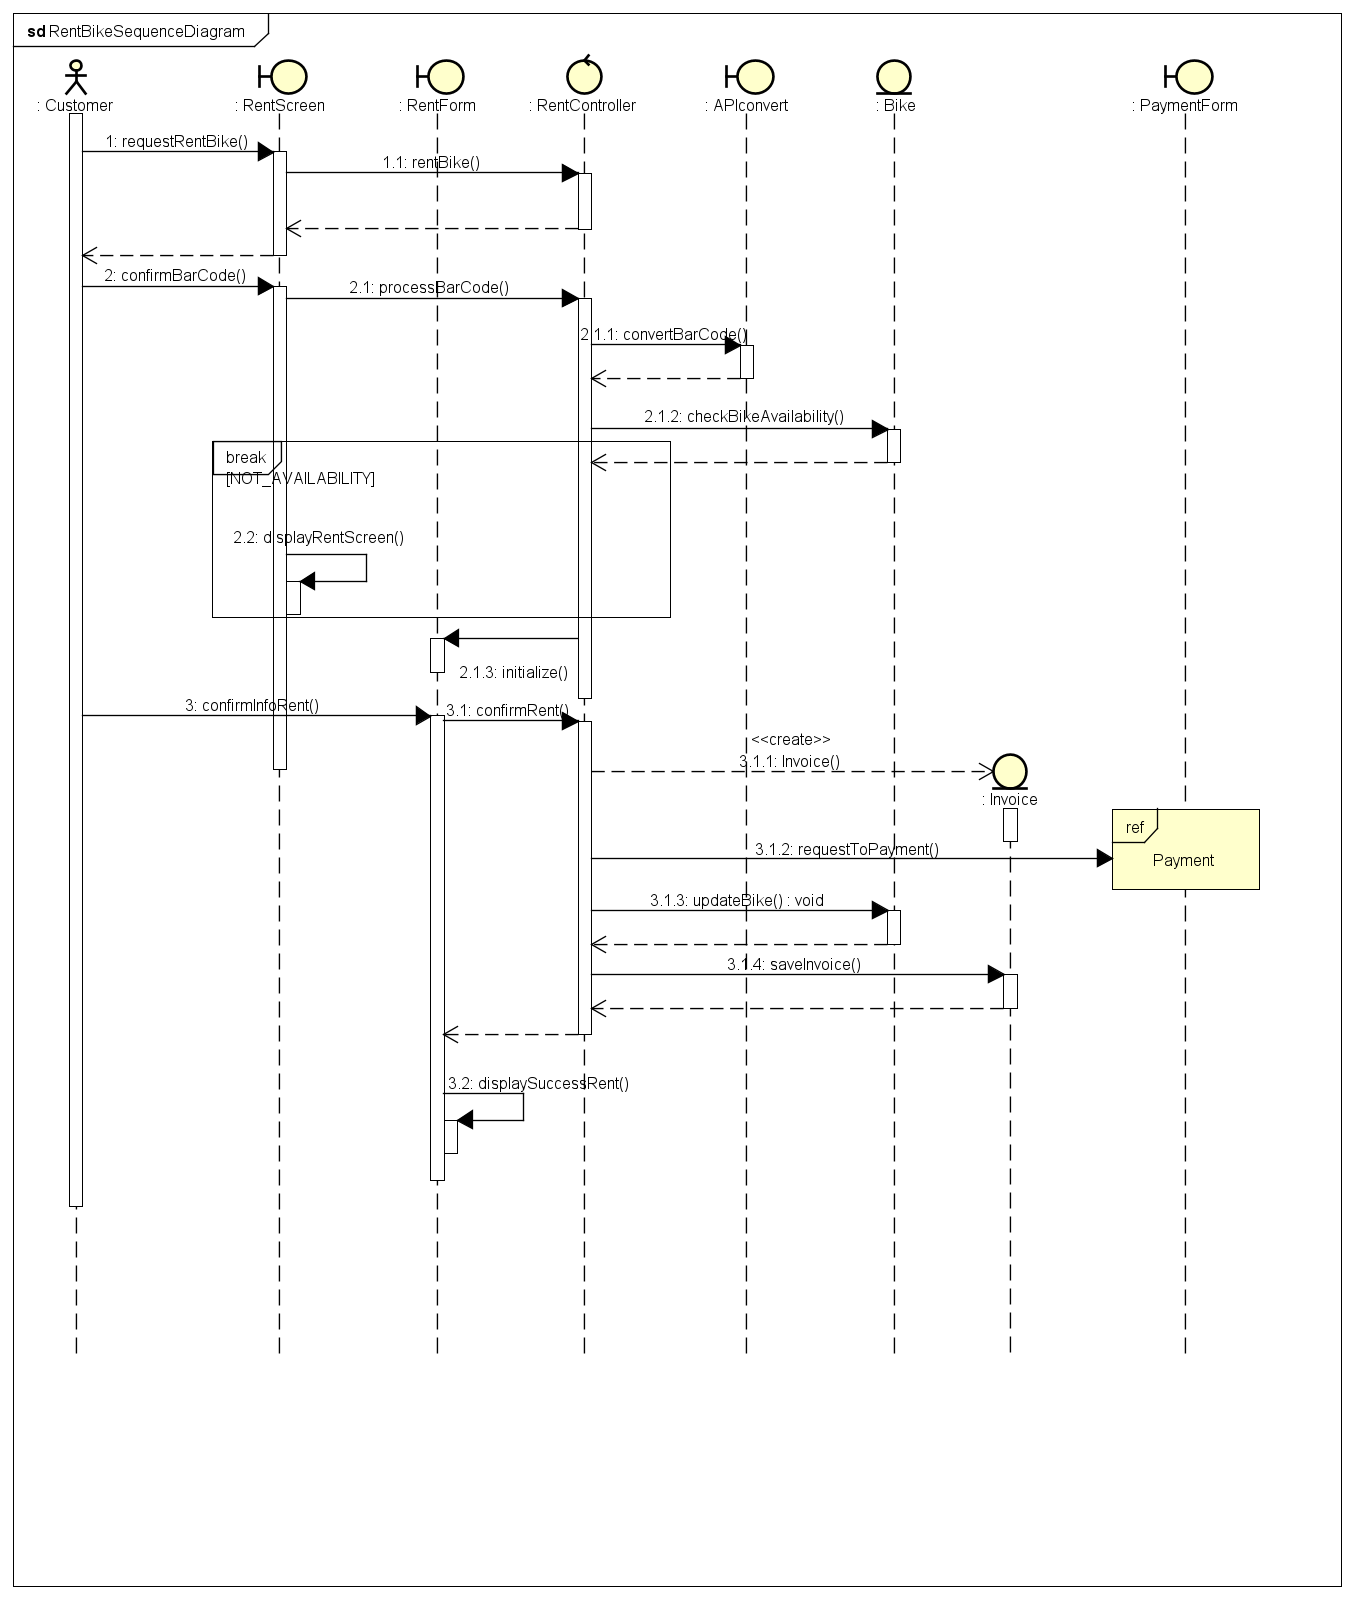 sd RentBikeSequenceDiagram
: Customer
: RentScreen
: RentForm
: RentController
: APIconvert
: Bike
: PaymentForm
1: requestRentBike()
1.1: rentBike()
2: confirmBarCode()
2.1: processBarCode()
2.1.1: convertBarCode()
2.1.2: checkBikeAvailability()
break
[NOT_AVAILABILITY]
2.2: displayRentScreen()
2.1.3: initialize()
3: confirmInfoRent()
3.1: confirmRent()
<<create>>
3.1.1: Invoice()
: Invoice
ref
Payment
3.1.2: requestToPayment()
3.1.3: updateBike() : void
3.1.4: saveInvoice()
3.2: displaySuccessRent()